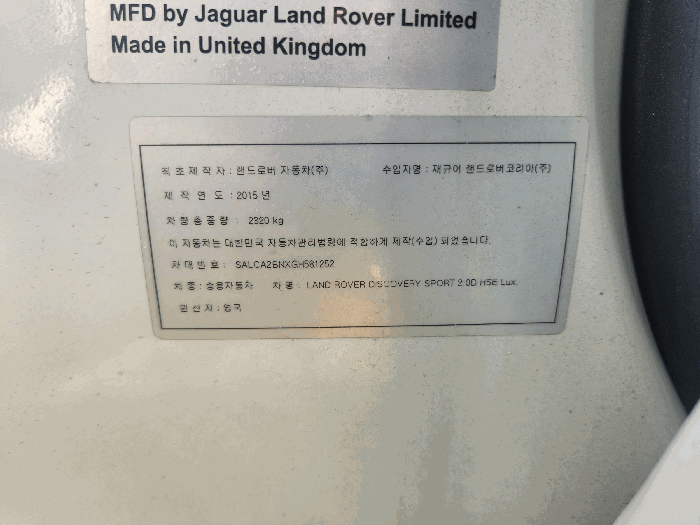 MFD by Jaguar Land Rover Limited
Made in United Kingdom
최초제작자 : 랜드로버 자동차(주) 수입자명 : 재규어 랜드로버코리아(주)
제 작 연 도 : 2015 년
차량총중량 : 2320 kg
이 자동차는 대한민국 자동차관리법령에 적합하게 제작(수입) 되었습니다.
차대번호 : SALCA2BNXGH581252
차 종 : 승용자동차 차 명 : LAND ROVER DISCOVERY SPORT 2.0D HSE Lux.
원산지 : 영국